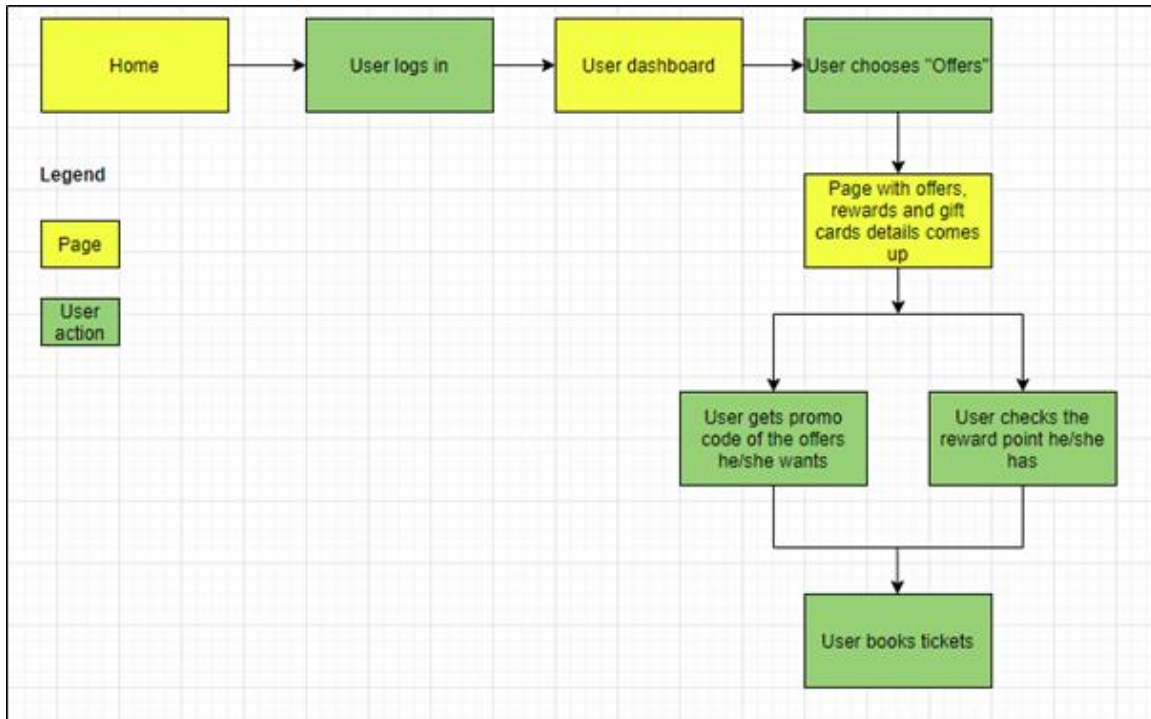 Home
User logs in
User dashboard
User chooses "Offers"
Legend
Page
User
action
Page with offers,
rewards and gift
cards details comes
up
User gets promo
code of the offers
he/she wants
User checks the
reward point he/she
has
User books tickets